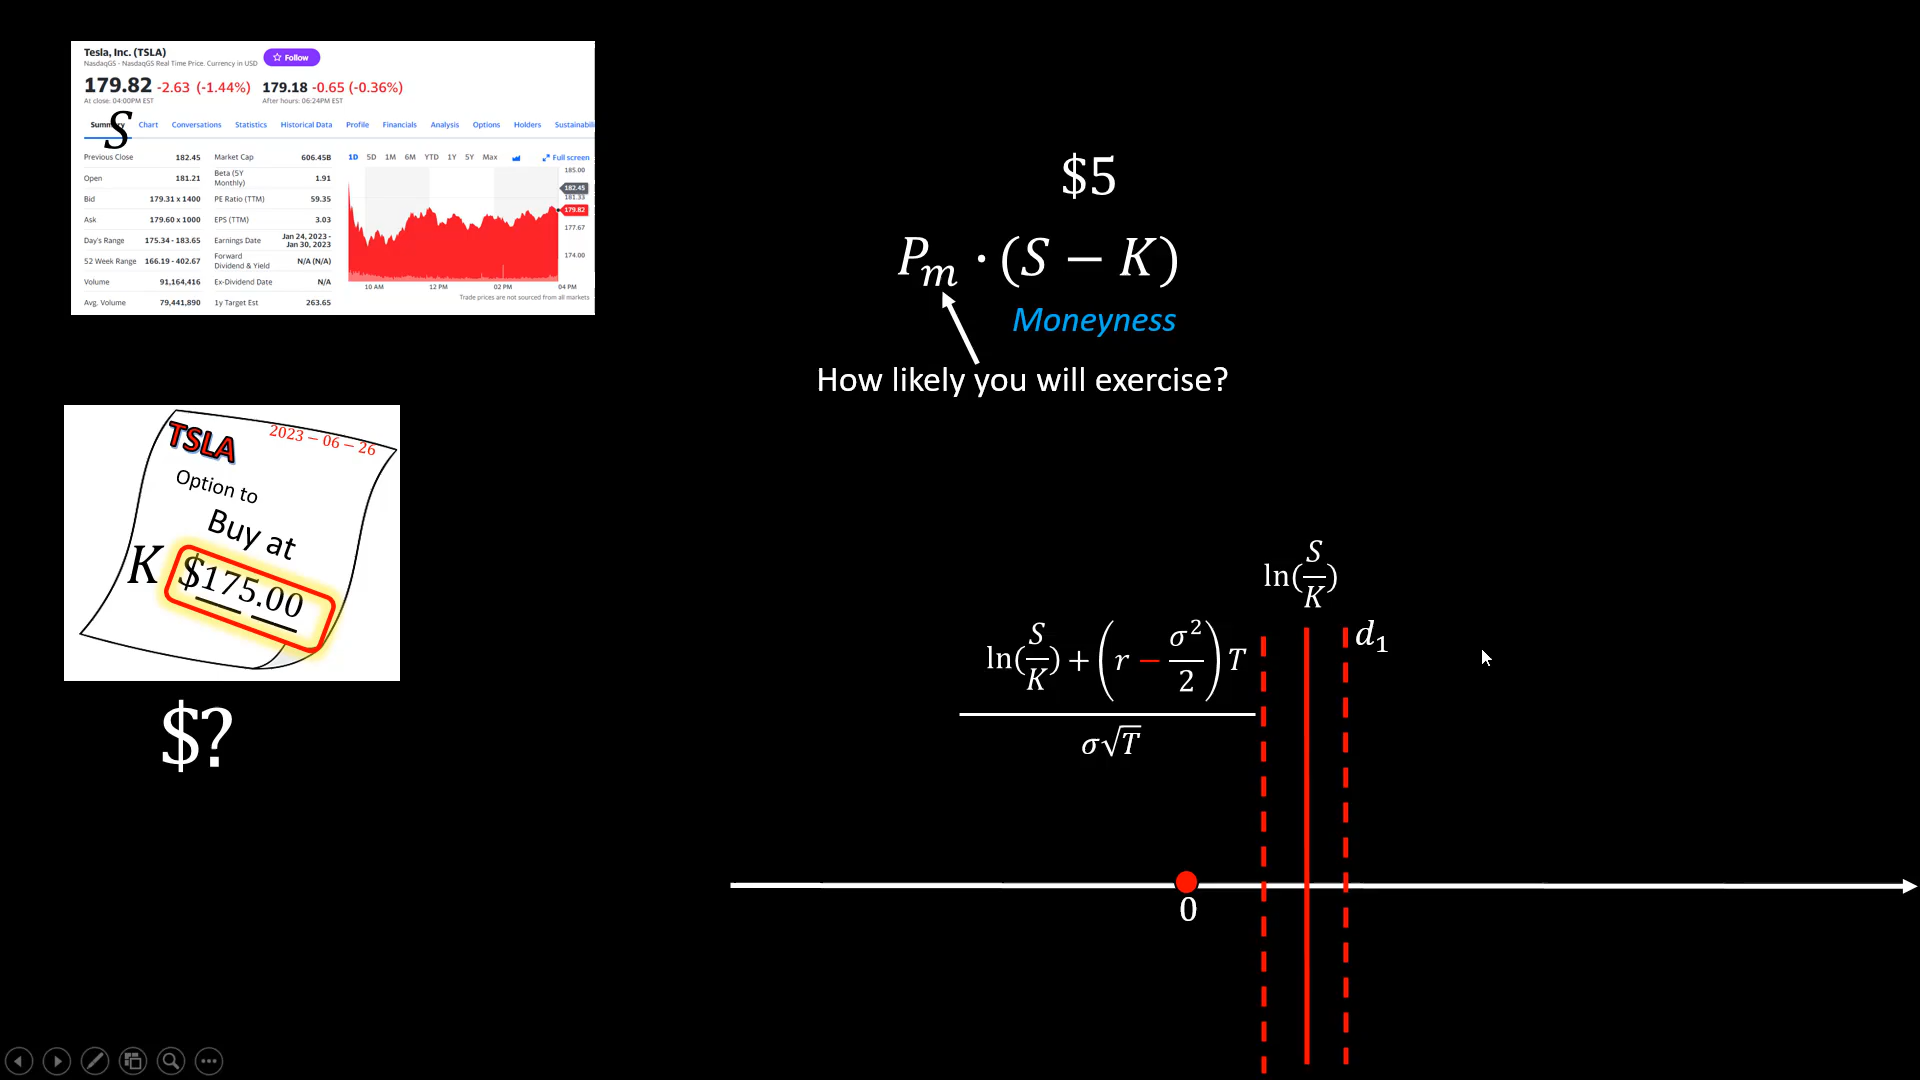 Tesla, Inc. (TSLA)
Follow
NasdaqGS - NasdaqGS Real Time Price. Currency in USD
179.82 -2.63 (-1.44%) 179.18 -0.65 (-0.36%)
At close: 04:00PM EST After hours: 06:24PM EST
S
Summary Chart Conversations Statistics Historical Data Profile Financials Analysis Options Holders Sustainabili
Previous Close 182.45
Open 181.21
Bid 179.31 x 1400
Ask 179.60 x 1000
Day's Range 175.34 - 183.65
52 Week Range 166.19 - 402.67
Volume 91,164,416
Avg. Volume 79,441,890
Market Cap 606.45B
Beta (5Y
Monthly) 1.91
PE Ratio (TTM) 59.35
EPS (TTM) 3.03
Earnings Date Jan 24, 2023 -
Jan 30, 2023
Forward
Dividend & Yield N/A (N/A)
Ex-Dividend Date N/A
1y Target Est 263.65
1D 5D 1M 6M YTD 1Y 5Y Max Full screen
185.00
182.45
181.33
179.82
177.67
174.00
10 AM 12 PM 02 PM 04 PM
Trade prices are not sourced from all markets
$5
Pₘ · (S − K)
Moneyness
How likely you will exercise?
TSLA 2023 − 06 − 26
Option to
Buy at
K $175.00
$?
ln(S/K)
d₁
ln(S/K) + (r − σ²/2) T
σ√T
0